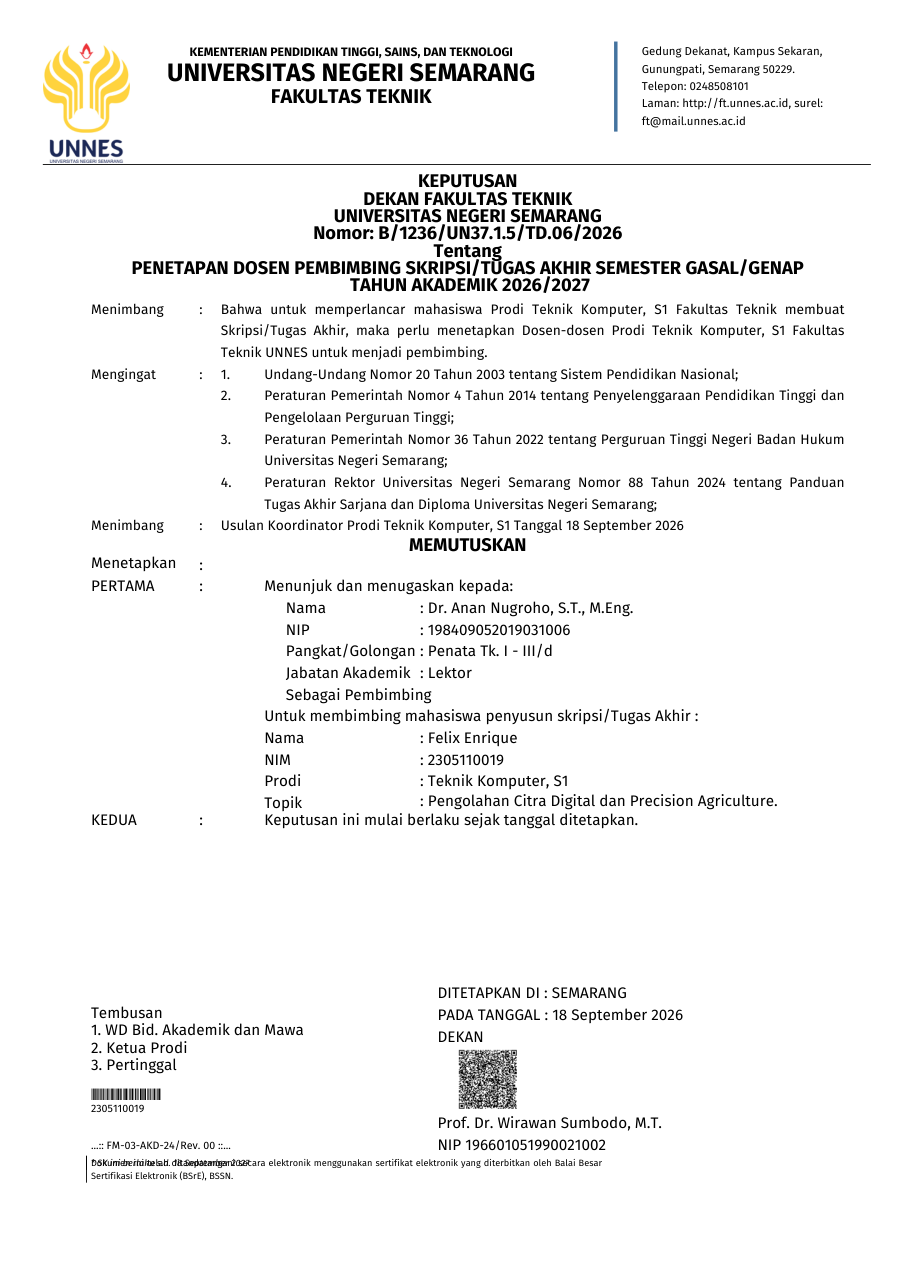 KEMENTERIAN PENDIDIKAN TINGGI, SAINS, DAN TEKNOLOGI
UNIVERSITAS NEGERI SEMARANG
FAKULTAS TEKNIK
Gedung Dekanat, Kampus Sekaran,
Gunungpati, Semarang 50229.
Telepon: 0248508101
Laman: http://ft.unnes.ac.id, surel:
ft@mail.unnes.ac.id
UNNES
UNIVERSITAS NEGERI SEMARANG
KEPUTUSAN
DEKAN FAKULTAS TEKNIK
UNIVERSITAS NEGERI SEMARANG
Nomor: B/1236/UN37.1.5/TD.06/2026
Tentang
PENETAPAN DOSEN PEMBIMBING SKRIPSI/TUGAS AKHIR SEMESTER GASAL/GENAP
TAHUN AKADEMIK 2026/2027
Menimbang : Bahwa untuk memperlancar mahasiswa Prodi Teknik Komputer, S1 Fakultas Teknik membuat
Skripsi/Tugas Akhir, maka perlu menetapkan Dosen-dosen Prodi Teknik Komputer, S1 Fakultas
Teknik UNNES untuk menjadi pembimbing.
Mengingat : 1. Undang-Undang Nomor 20 Tahun 2003 tentang Sistem Pendidikan Nasional;
2. Peraturan Pemerintah Nomor 4 Tahun 2014 tentang Penyelenggaraan Pendidikan Tinggi dan
Pengelolaan Perguruan Tinggi;
3. Peraturan Pemerintah Nomor 36 Tahun 2022 tentang Perguruan Tinggi Negeri Badan Hukum
Universitas Negeri Semarang;
4. Peraturan Rektor Universitas Negeri Semarang Nomor 88 Tahun 2024 tentang Panduan
Tugas Akhir Sarjana dan Diploma Universitas Negeri Semarang;
Menimbang : Usulan Koordinator Prodi Teknik Komputer, S1 Tanggal 18 September 2026
MEMUTUSKAN
Menetapkan :
PERTAMA : Menunjuk dan menugaskan kepada:
Nama : Dr. Anan Nugroho, S.T., M.Eng.
NIP : 198409052019031006
Pangkat/Golongan : Penata Tk. I - III/d
Jabatan Akademik : Lektor
Sebagai Pembimbing
Untuk membimbing mahasiswa penyusun skripsi/Tugas Akhir :
Nama : Felix Enrique
NIM : 2305110019
Prodi : Teknik Komputer, S1
Topik : Pengolahan Citra Digital dan Precision Agriculture.
KEDUA : Keputusan ini mulai berlaku sejak tanggal ditetapkan.
DITETAPKAN DI : SEMARANG
PADA TANGGAL : 18 September 2026
DEKAN
Tembusan
1. WD Bid. Akademik dan Mawa
2. Ketua Prodi
3. Pertinggal
2305110019
Prof. Dr. Wirawan Sumbodo, M.T.
NIP 196601051990021002
...:: FM-03-AKD-24/Rev. 00 ::...
secara elektronik menggunakan sertifikat elektronik yang diterbitkan oleh Balai Besar
Sertifikasi Elektronik (BSrE), BSSN.